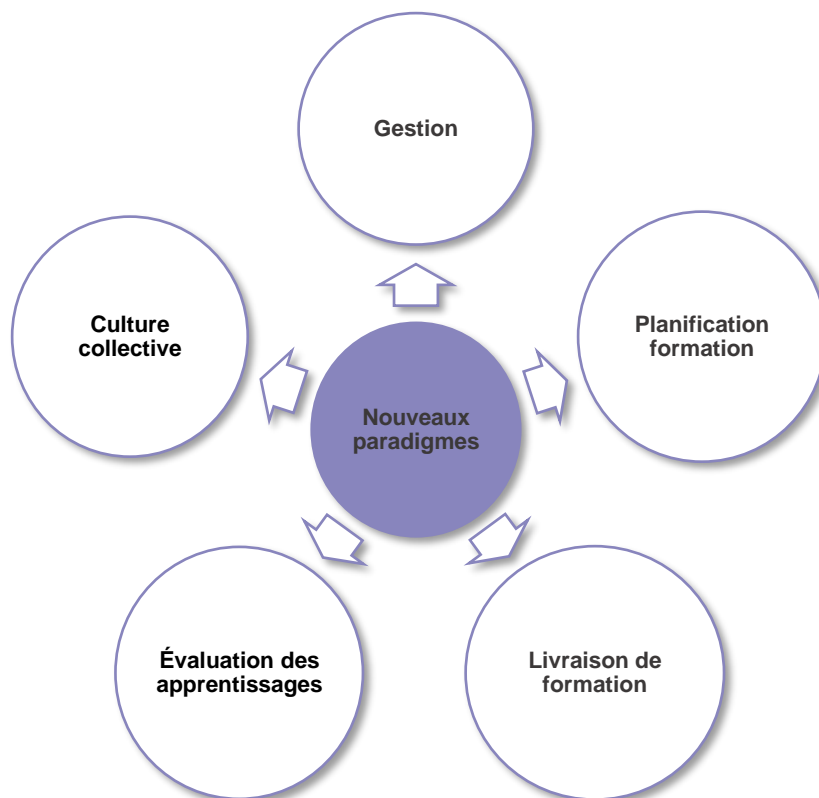 Gestion
Planification
formation
Culture
collective
Nouveaux
paradigmes
Évaluation des
apprentissages
Livraison de
formation